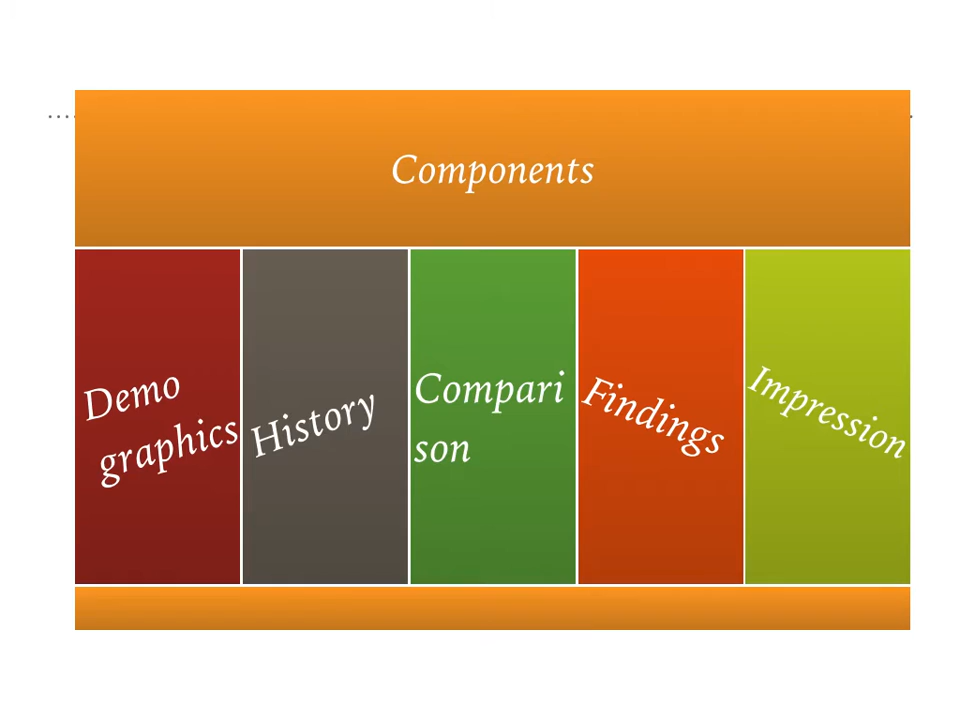 Components
Demo
graphics
History
Compari
son
Findings
Impression